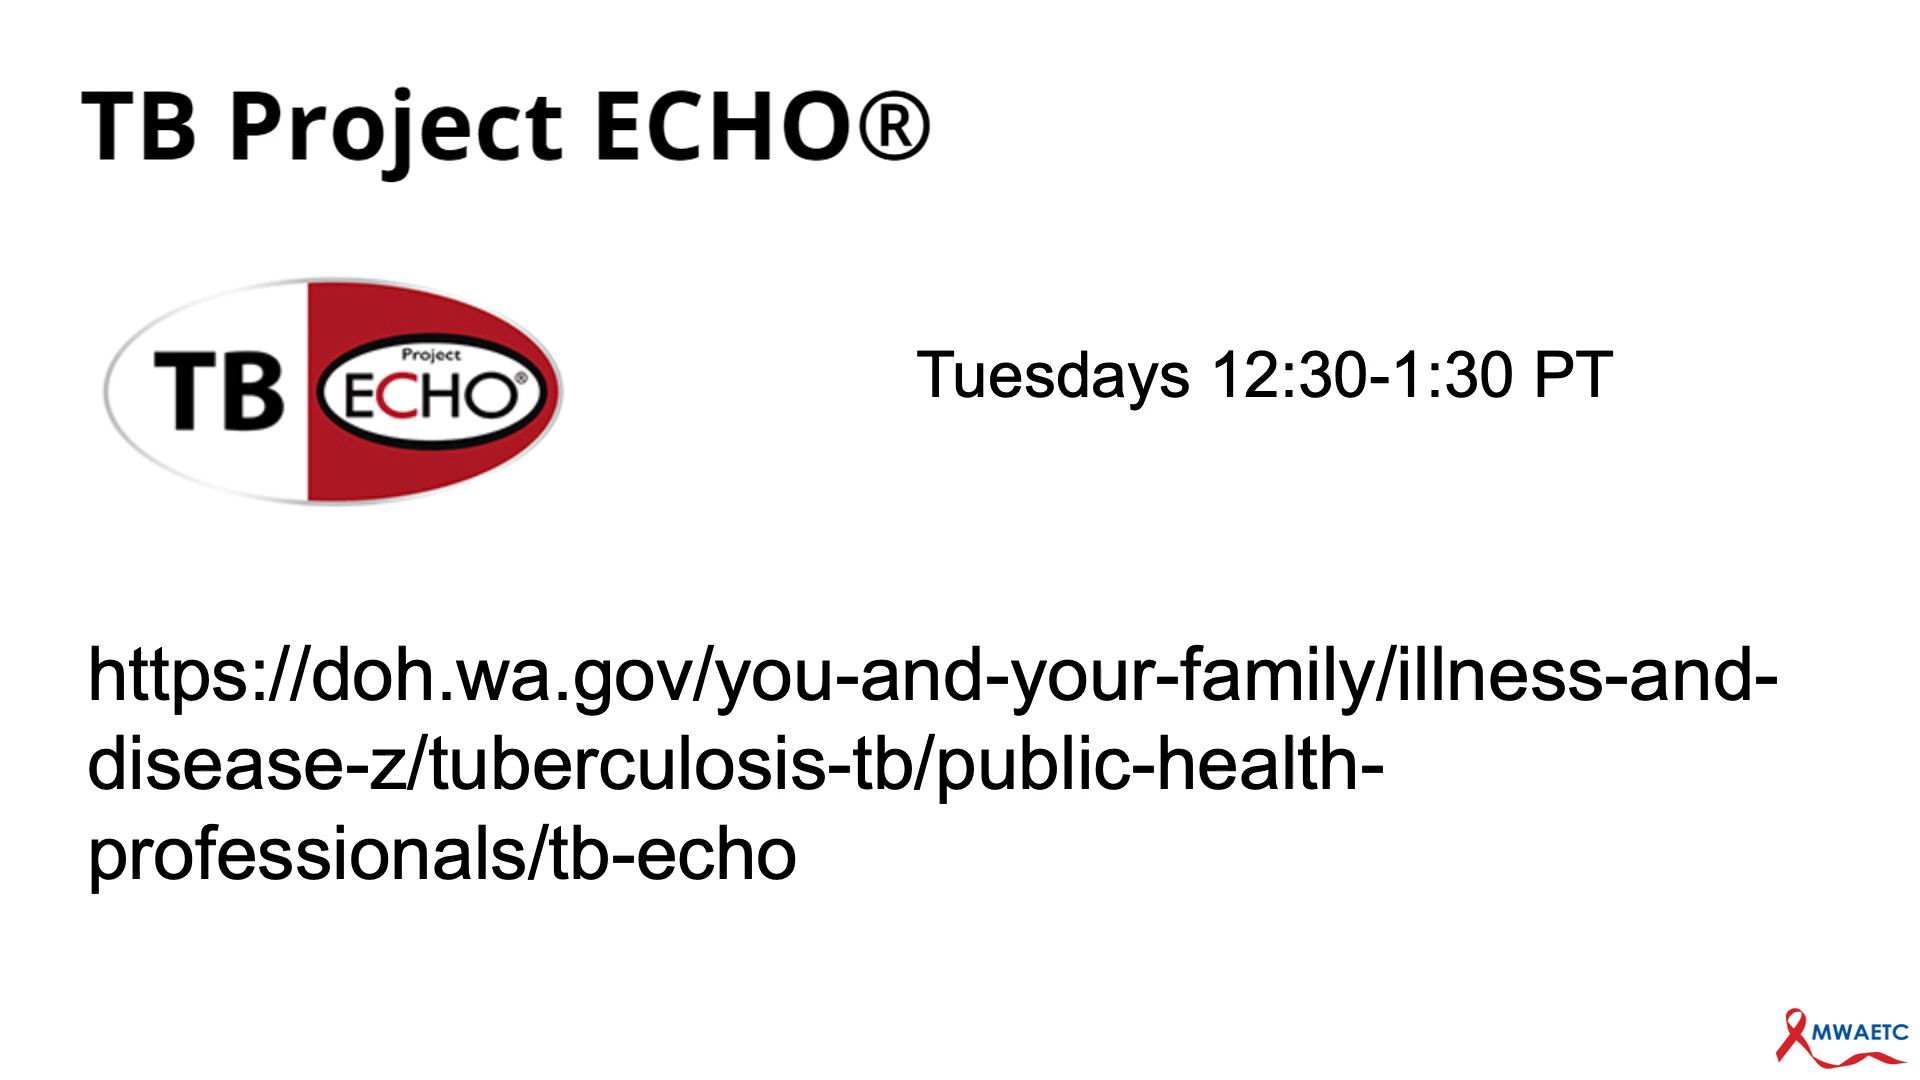 TB Project ECHO®
TB
Project
ECHO®
Tuesdays 12:30-1:30 PT
https://doh.wa.gov/you-and-your-family/illness-and-
disease-z/tuberculosis-tb/public-health-
professionals/tb-echo
MWAETC